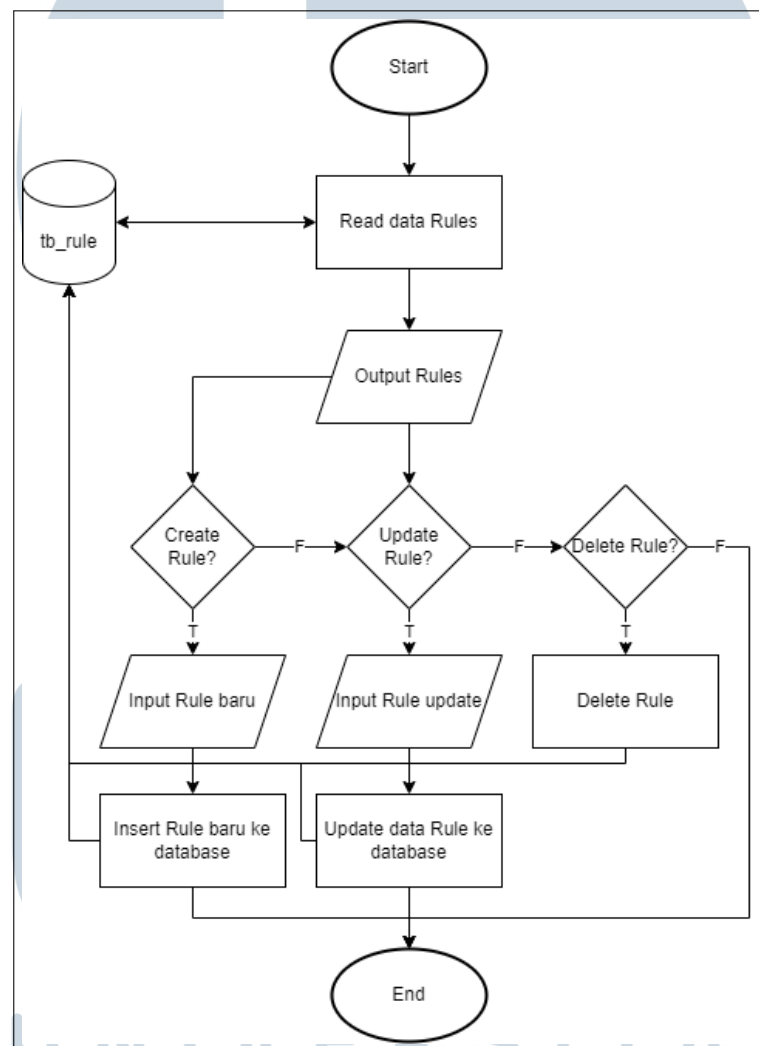 Start
tb_rule
Read data Rules
Output Rules
Create
Rule?
F
Update
Rule?
F
Delete Rule?
F
T
T
T
Input Rule baru
Input Rule update
Delete Rule
Insert Rule baru ke
database
Update data Rule ke
database
End